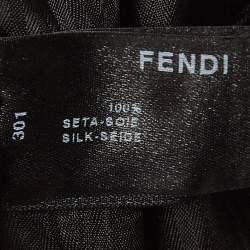 FENDI
301
100%
SETA-SOIE
SILK-SEIDE